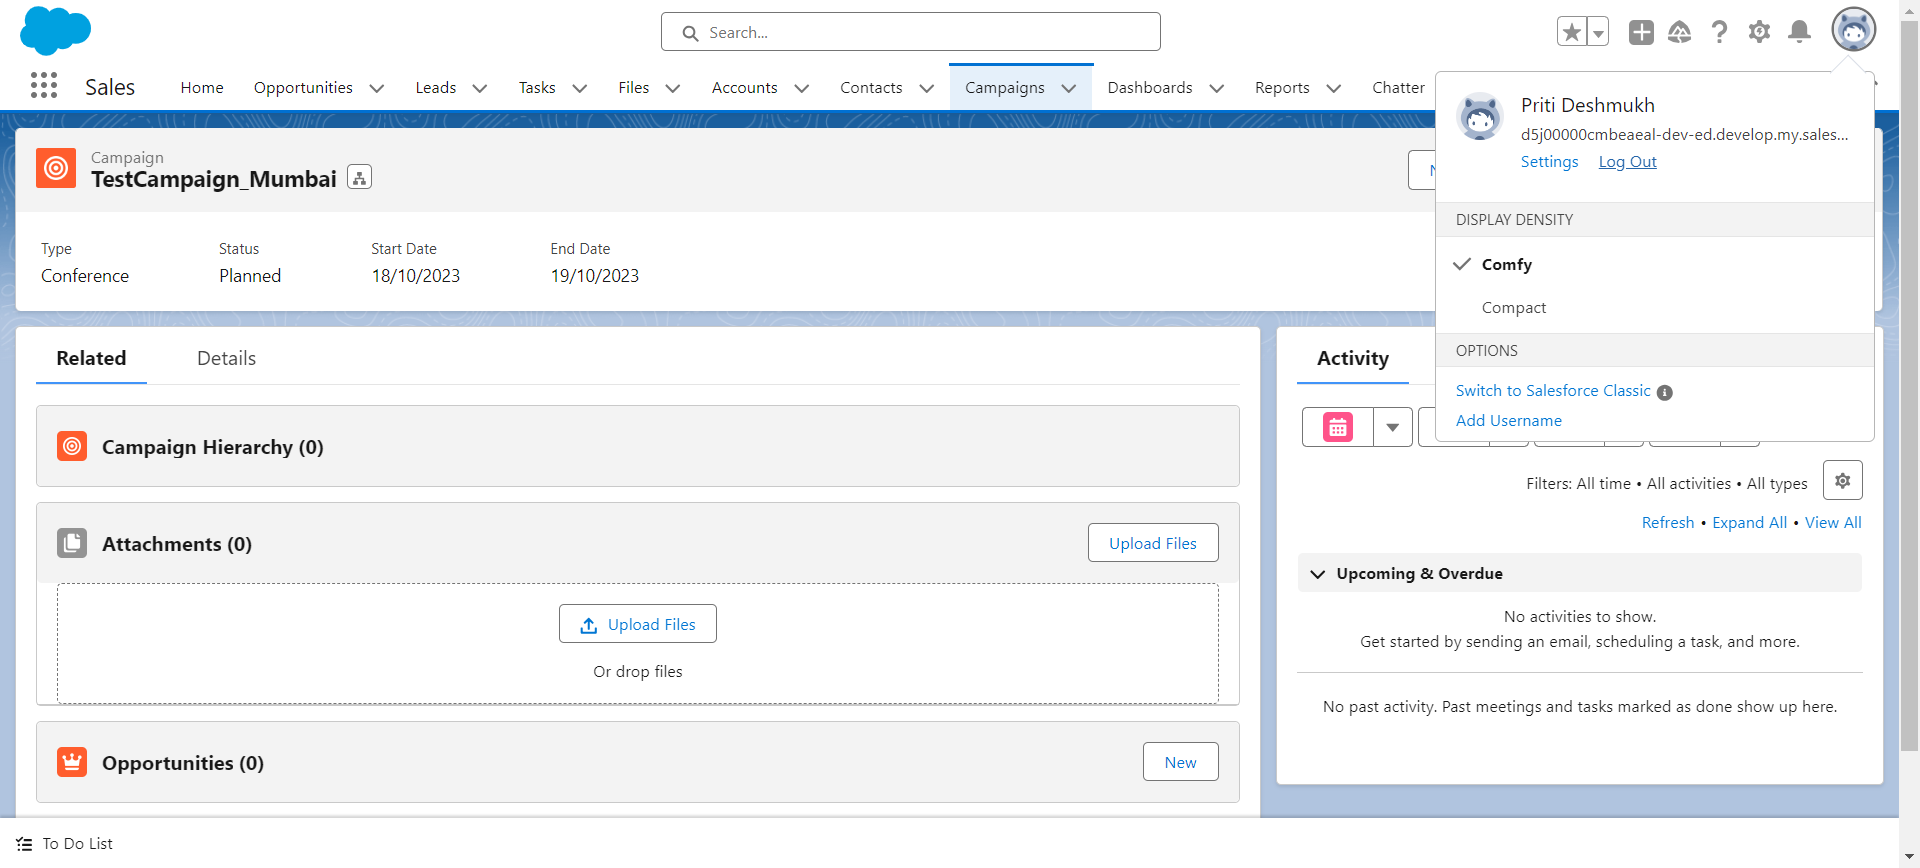 Search...
Sales
Home
Opportunities
Leads
Tasks
Files
Accounts
Contacts
Campaigns
Dashboards
Reports
Chatter
Priti Deshmukh
d5j00000cmbeaeal-dev-ed.develop.my.sales...
Settings
Log Out
DISPLAY DENSITY
Comfy
Compact
OPTIONS
Switch to Salesforce Classic
Add Username
Campaign
TestCampaign_Mumbai
Type
Status
Start Date
End Date
Conference
Planned
18/10/2023
19/10/2023
Related
Details
Campaign Hierarchy (0)
Attachments (0)
Upload Files
Upload Files
Or drop files
Opportunities (0)
New
Activity
Filters: All time • All activities • All types
Refresh • Expand All • View All
Upcoming & Overdue
No activities to show.
Get started by sending an email, scheduling a task, and more.
No past activity. Past meetings and tasks marked as done show up here.
To Do List